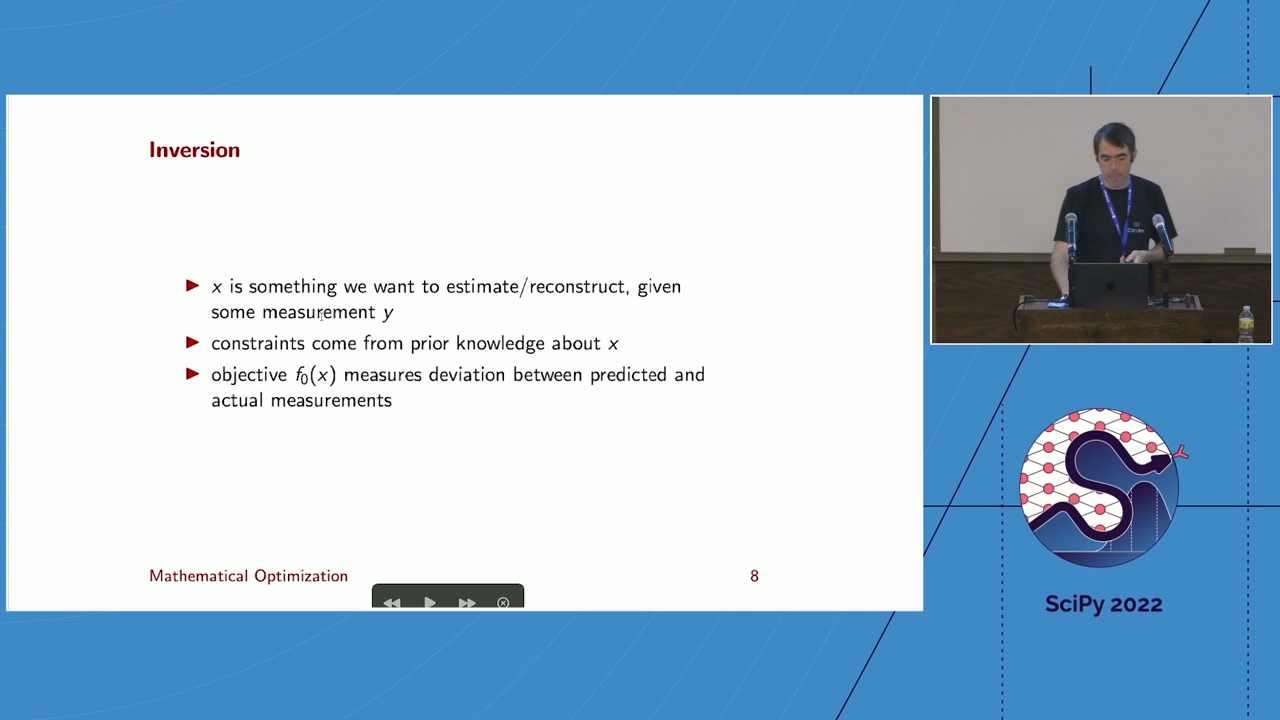 Inversion
▶ x is something we want to estimate/reconstruct, given
some measurement y
▶ constraints come from prior knowledge about x
▶ objective f₀(x) measures deviation between predicted and
actual measurements
Mathematical Optimization 8
SciPy 2022